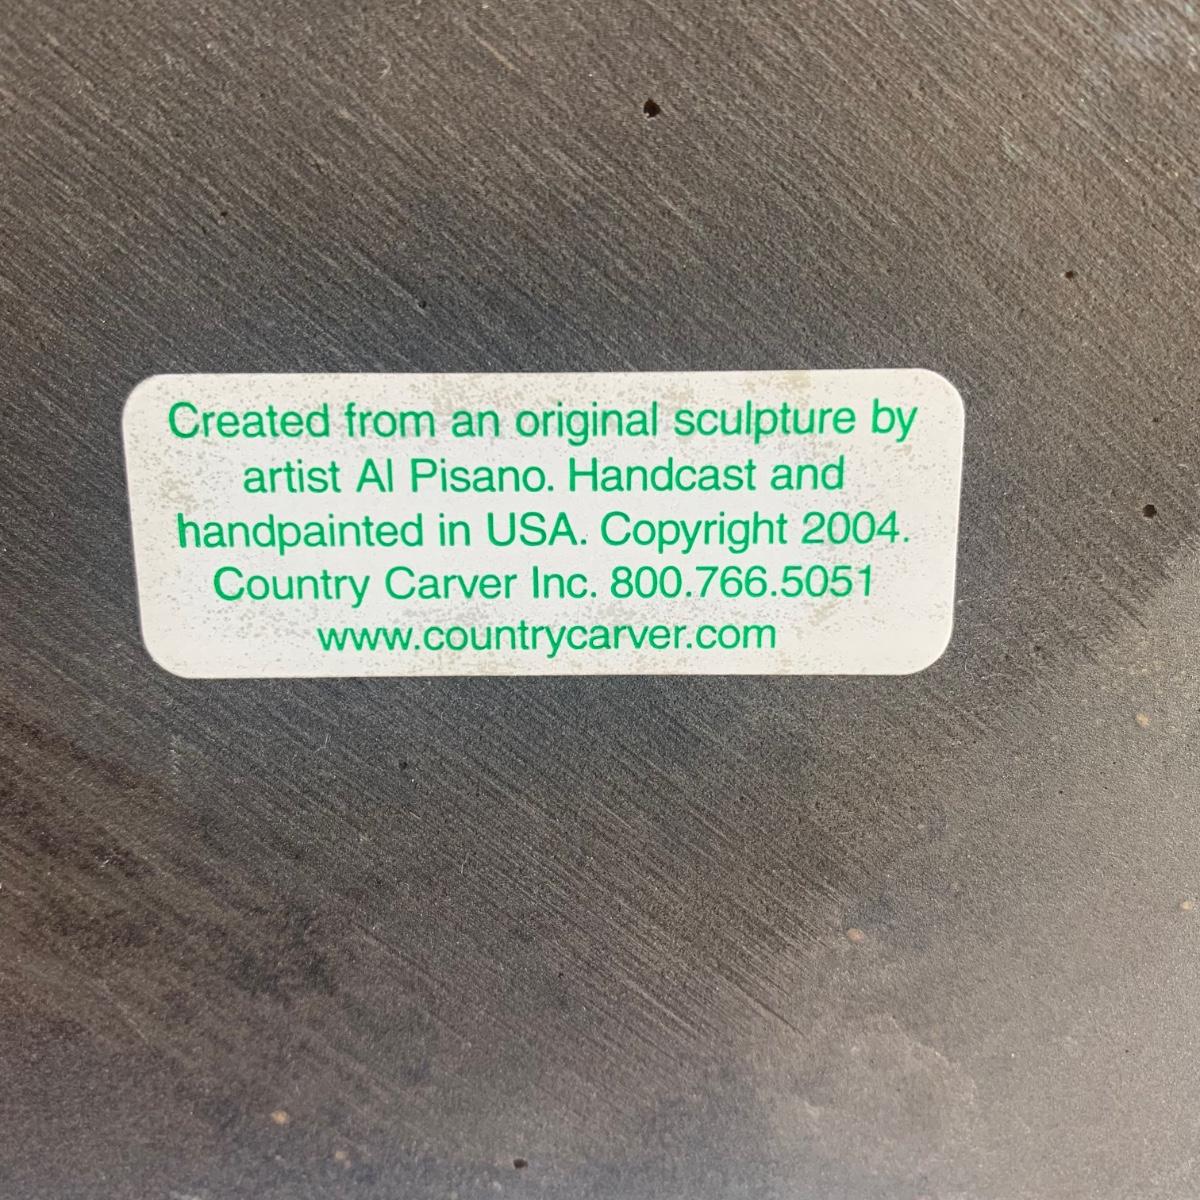 Created from an original sculpture by
artist Al Pisano. Handcast and
handpainted in USA. Copyright 2004.
Country Carver Inc. 800.766.5051
www.countrycarver.com